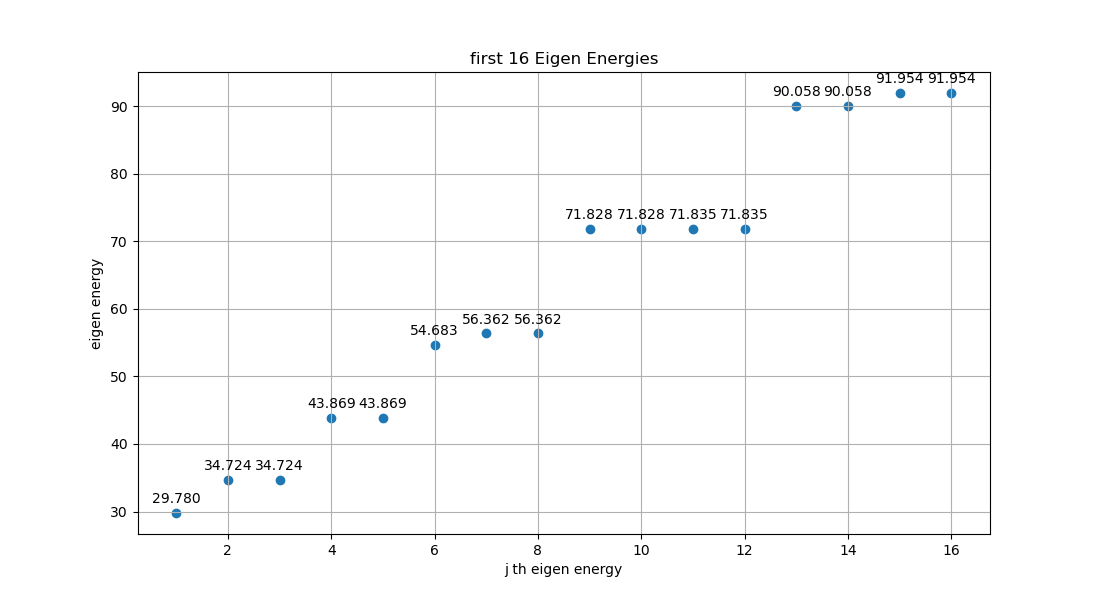 first 16 Eigen Energies
91.954 91.954
90.058 90.058
90
80
71.828 71.828 71.835 71.835
70
60
56.362 56.362
54.683
50
43.869 43.869
40
34.724 34.724
29.780
30
eigen energy
2 4 6 8 10 12 14 16
j th eigen energy